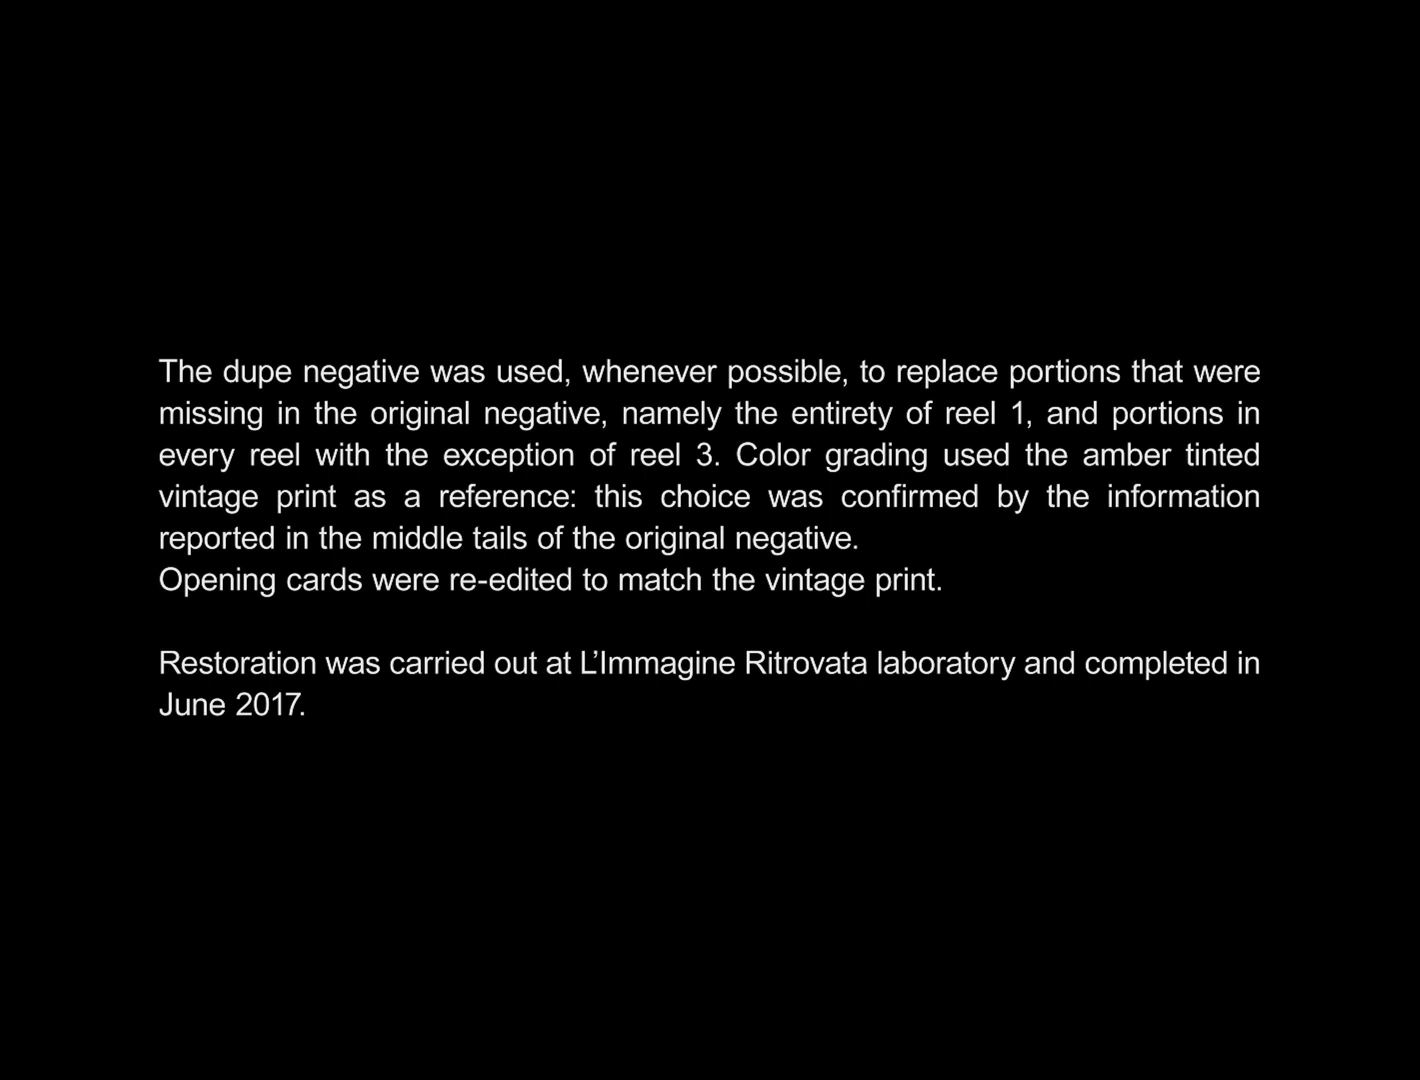 The dupe negative was used, whenever possible, to replace portions that were
missing in the original negative, namely the entirety of reel 1, and portions in
every reel with the exception of reel 3. Color grading used the amber tinted
vintage print as a reference: this choice was confirmed by the information
reported in the middle tails of the original negative.
Opening cards were re-edited to match the vintage print.
Restoration was carried out at L’Immagine Ritrovata laboratory and completed in
June 2017.